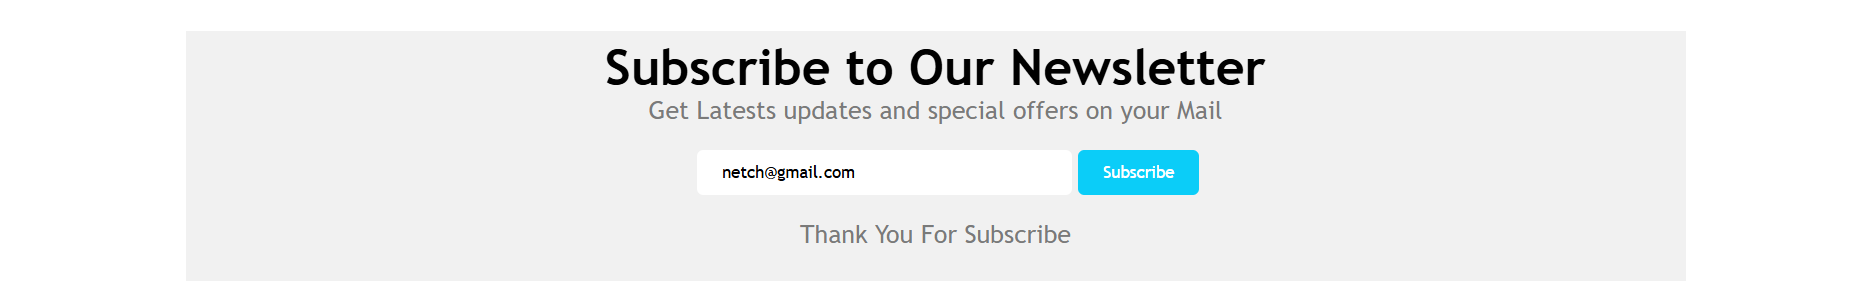 Subscribe to Our Newsletter
Get Latests updates and special offers on your Mail
netch@gmail.com Subscribe
Thank You For Subscribe